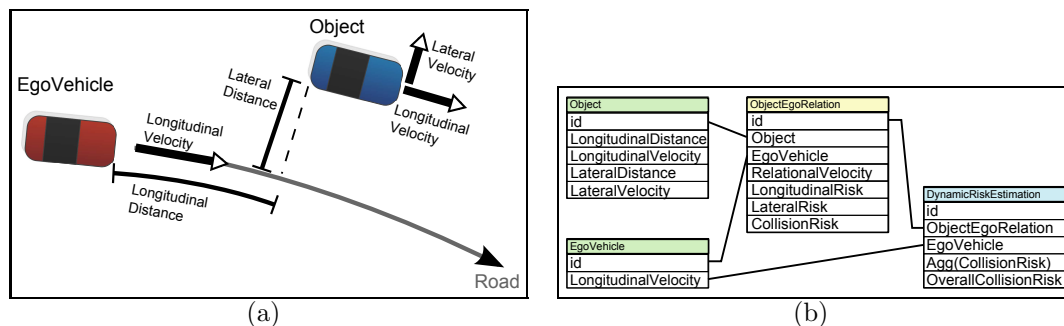 EgoVehicle
Object
Lateral
Velocity
Lateral
Distance
Longitudinal
Velocity
Longitudinal
Velocity
Longitudinal
Distance
Road
(a)
Object
id
LongitudinalDistance
LongitudinalVelocity
LateralDistance
LateralVelocity
EgoVehicle
id
LongitudinalVelocity
ObjectEgoRelation
id
Object
EgoVehicle
RelationalVelocity
LongitudinalRisk
LateralRisk
CollisionRisk
DynamicRiskEstimation
id
ObjectEgoRelation
EgoVehicle
Agg(CollisionRisk)
OverallCollisionRisk
(b)